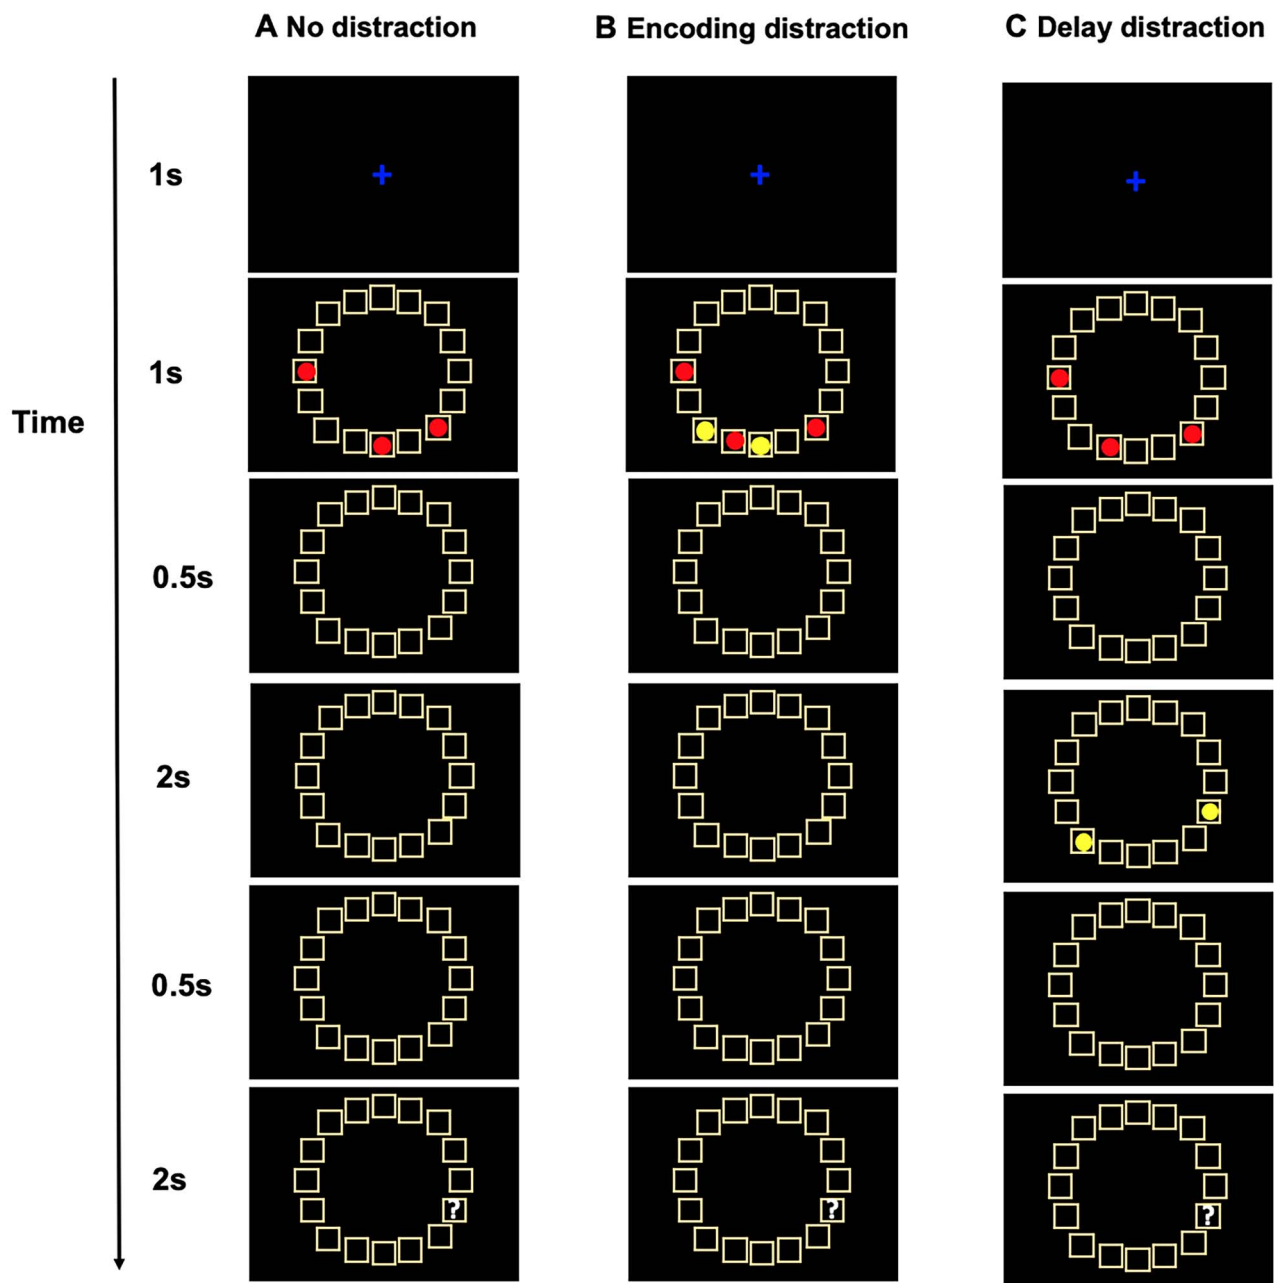 A No distraction
B Encoding distraction
C Delay distraction
1s
1s
Time
0.5s
2s
0.5s
2s
?
?
?